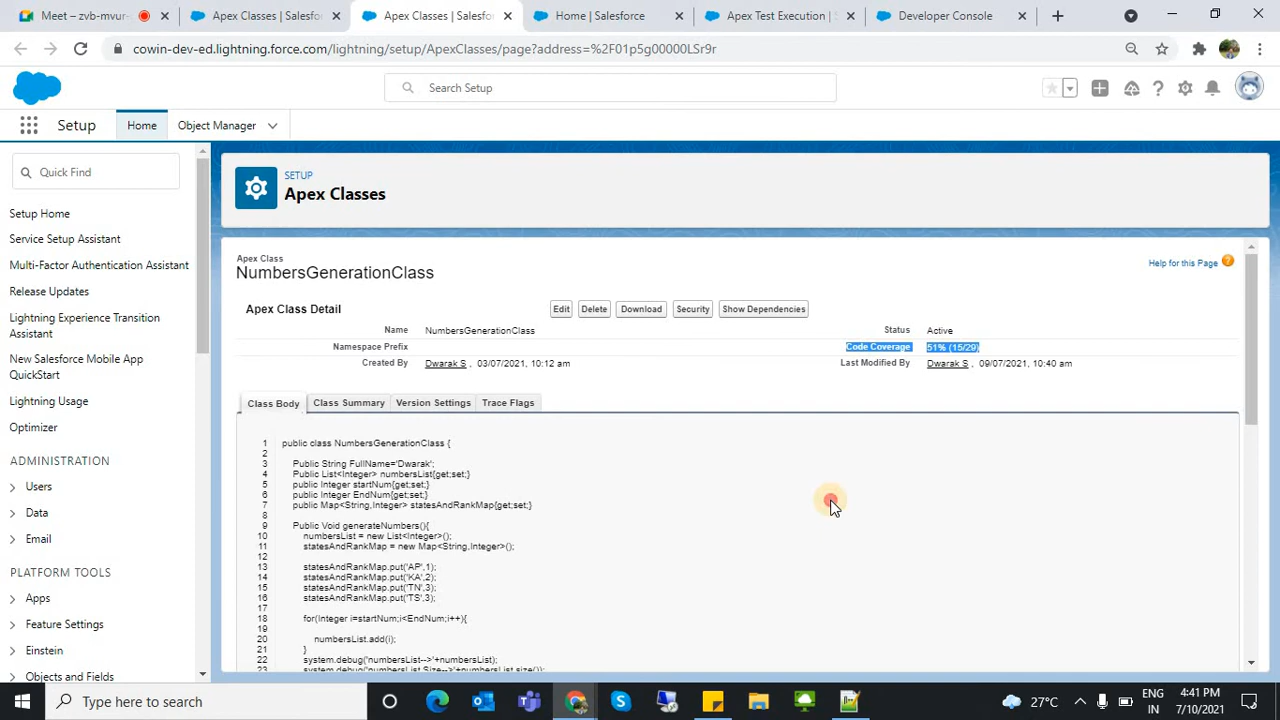 Meet – zvb-mvur-
Apex Classes | Salesfo
Apex Classes | Salesfo
Home | Salesforce
Apex Test Execution |
Developer Console
cowin-dev-ed.lightning.force.com/lightning/setup/ApexClasses/page?address=%2F01p5g00000LSr9r
Search Setup
Setup
Home
Object Manager
Quick Find
Setup Home
Service Setup Assistant
Multi-Factor Authentication Assistant
Release Updates
Lightning Experience Transition
Assistant
New Salesforce Mobile App
QuickStart
Lightning Usage
Optimizer
ADMINISTRATION
Users
Data
Email
PLATFORM TOOLS
Apps
Feature Settings
Einstein
Objects and Fields
SETUP
Apex Classes
Apex Class
NumbersGenerationClass
Help for this Page
Apex Class Detail
Edit
Delete
Download
Security
Show Dependencies
Name
NumbersGenerationClass
Status
Active
Namespace Prefix
Code Coverage
51% (15/29)
Created By
Dwarak S , 03/07/2021, 10:12 am
Last Modified By
Dwarak S , 09/07/2021, 10:40 am
Class Body
Class Summary
Version Settings
Trace Flags
1 public class NumbersGenerationClass {
2
3 Public String FullName='Dwarak';
4 Public List<Integer> numbersList{get;set;}
5 public Integer startNum{get;set;}
6 public Integer EndNum{get;set;}
7 public Map<String,Integer> statesAndRankMap{get;set;}
8
9 Public Void generateNumbers(){
10 numbersList = new List<Integer>();
11 statesAndRankMap = new Map<String,Integer>();
12
13 statesAndRankMap.put('AP',1);
14 statesAndRankMap.put('KA',2);
15 statesAndRankMap.put('TN',3);
16 statesAndRankMap.put('TS',3);
17
18 for(Integer i=startNum;i<EndNum;i++){
19
20 numbersList.add(i);
21 }
22 system.debug('numbersList-->'+numbersList);
23 system.debug('numbersList Size-->'+numbersList.size());
Type here to search
27°C
ENG
IN
4:41 PM
7/10/2021